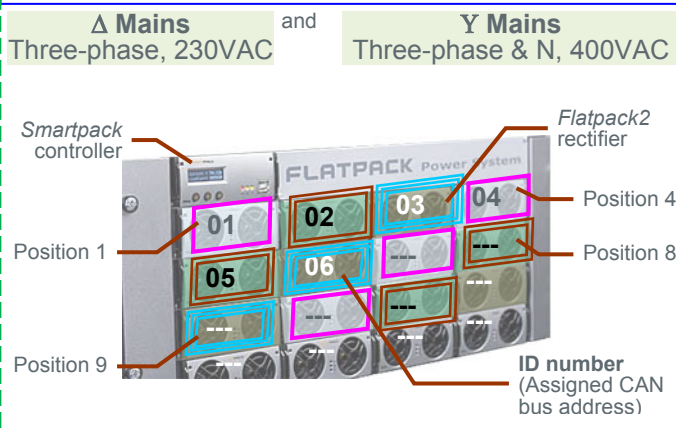 Δ Mains
Three-phase, 230VAC
and
Y Mains
Three-phase & N, 400VAC
Smartpack
controller
Flatpack2
rectifier
FLATPACK Power System
Position 1
01
02
03
04
Position 4
05
06
---
---
Position 8
---
---
---
---
Position 9
---
---
---
---
ID number
(Assigned CAN
bus address)